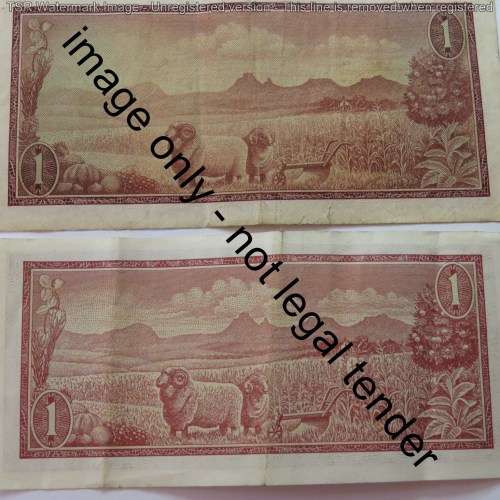 TSR Watermark Image - Unregistered version - This line is removed when registered
1
1
image only - not legal tender
1
1